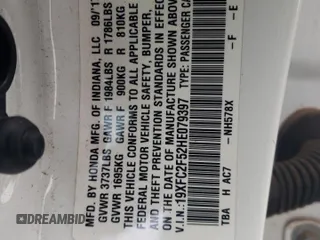 MFD. BY HONDA MFG. OF INDIANA, LLC 09/1
GVWR 3737LBS GAWR F 1984LBS R 1786LBS
GVWR 1695KG GAWR F 900KG R 810KG
THIS VEHICLE CONFORMS TO ALL APPLICABLE
FEDERAL MOTOR VEHICLE SAFETY, BUMPER,
AND THEFT PREVENTION STANDARDS IN EFFECT
ON THE DATE OF MANUFACTURE SHOWN ABOVE.
V.I.N.:19XFC2F52HE079397 TYPE: PASSENGER CA
TBA H AC7 NH578X F E
DREAMBID